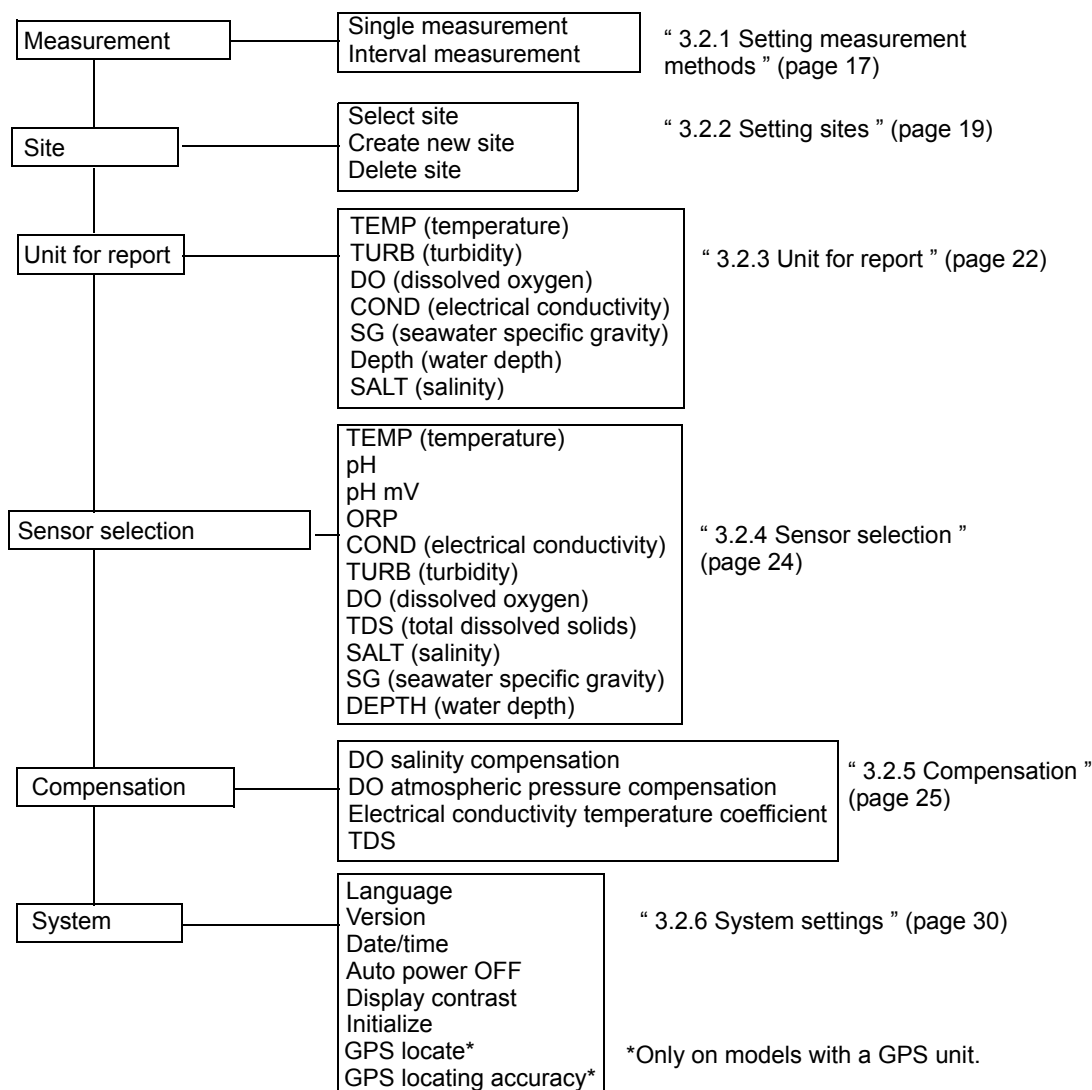 Measurement
Single measurement
Interval measurement
“ 3.2.1 Setting measurement
methods ” (page 17)
Site
Select site
Create new site
Delete site
“ 3.2.2 Setting sites ” (page 19)
Unit for report
TEMP (temperature)
TURB (turbidity)
DO (dissolved oxygen)
COND (electrical conductivity)
SG (seawater specific gravity)
Depth (water depth)
SALT (salinity)
“ 3.2.3 Unit for report ” (page 22)
Sensor selection
TEMP (temperature)
pH
pH mV
ORP
COND (electrical conductivity)
TURB (turbidity)
DO (dissolved oxygen)
TDS (total dissolved solids)
SALT (salinity)
SG (seawater specific gravity)
DEPTH (water depth)
“ 3.2.4 Sensor selection ”
(page 24)
Compensation
DO salinity compensation
DO atmospheric pressure compensation
Electrical conductivity temperature coefficient
TDS
“ 3.2.5 Compensation ”
(page 25)
System
Language
Version
Date/time
Auto power OFF
Display contrast
Initialize
GPS locate*
GPS locating accuracy*
“ 3.2.6 System settings ” (page 30)
*Only on models with a GPS unit.